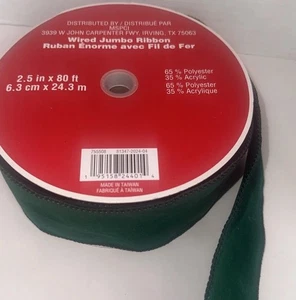 DISTRIBUTED BY / DISTRIBUÉ PAR
MSPCI
3939 W JOHN CARPENTER FWY. IRVING, TX 75063
Wired Jumbo Ribbon
Ruban Énorme avec Fil de Fer
2.5 in x 80 ft
6.3 cm x 24.3 m
65 % Polyester
35 % Acrylic
65 % Polyester
35 % Acrylique
MADE IN TAIWAN
FABRIQUÉ À TAIWAN